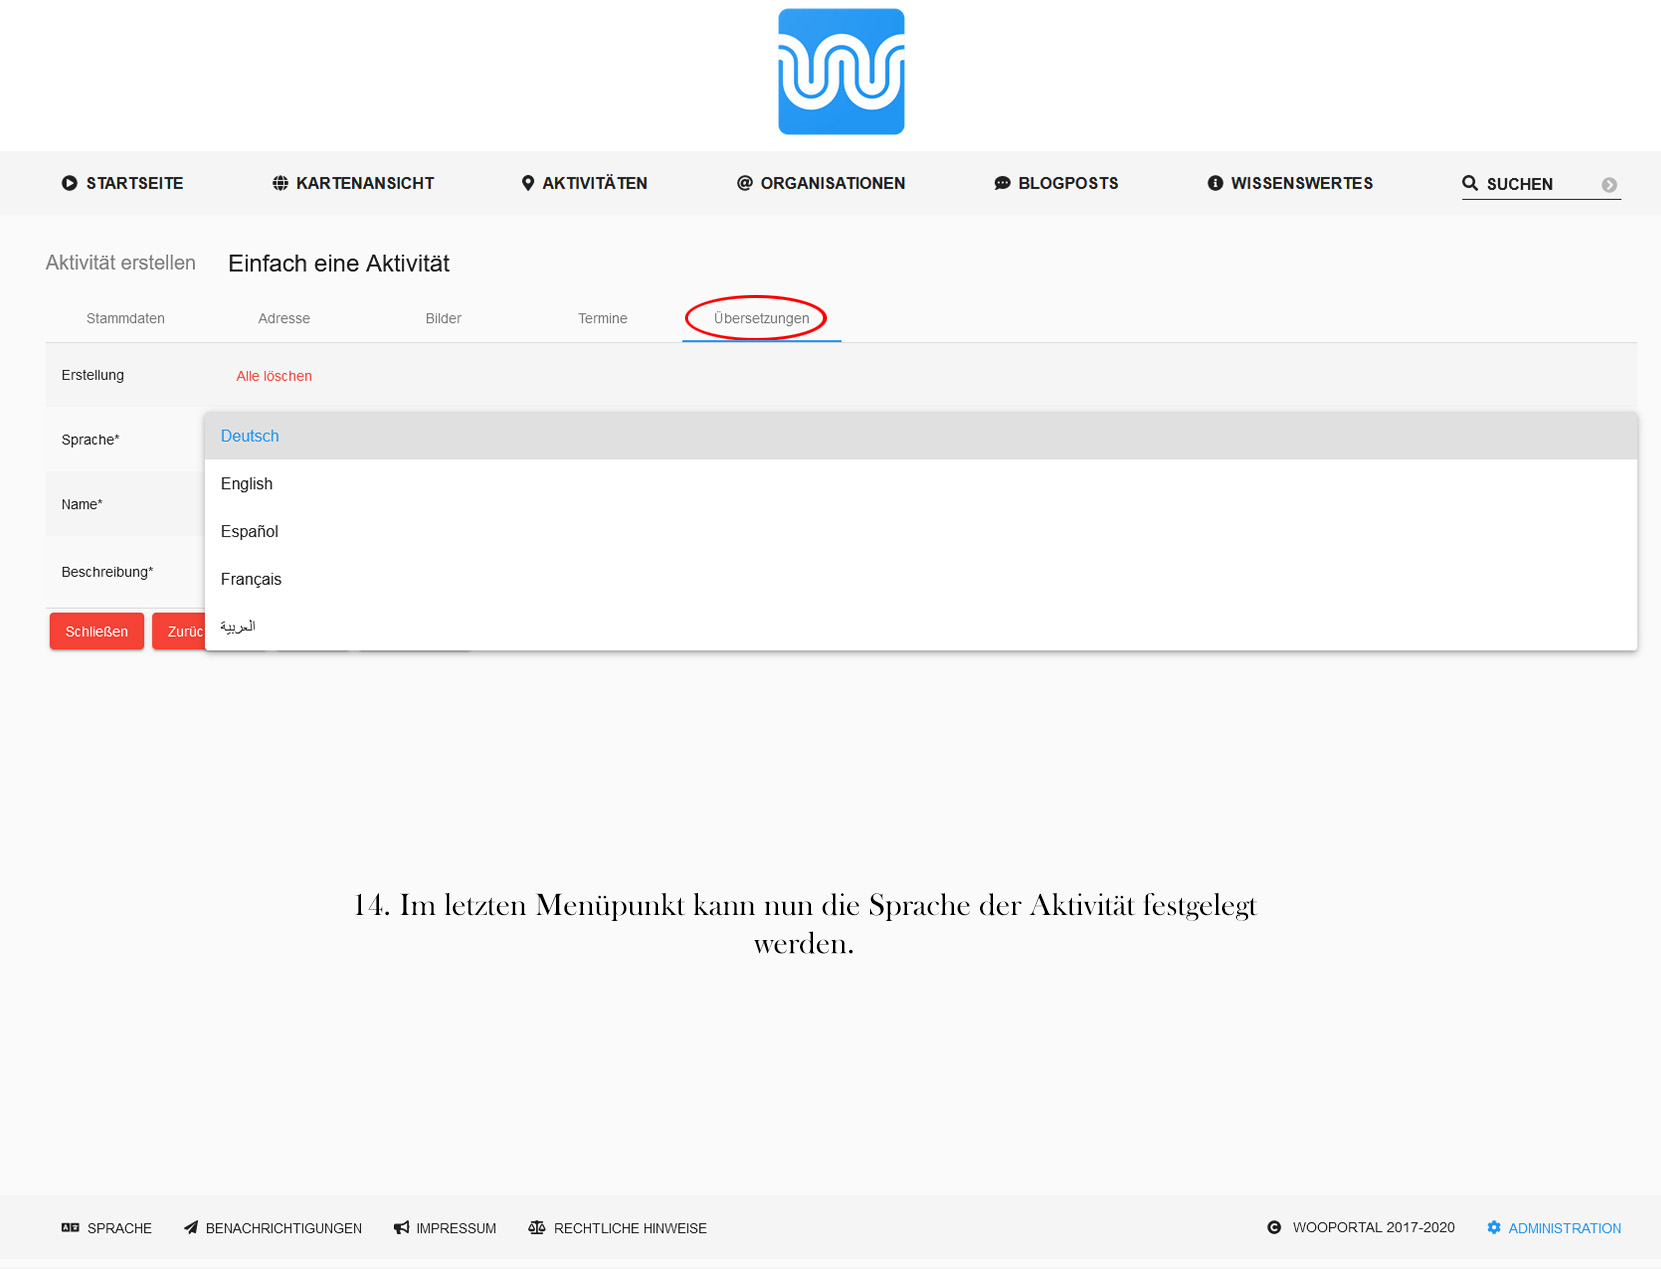 STARTSEITE KARTENANSICHT AKTIVITÄTEN ORGANISATIONEN BLOGPOSTS WISSENSWERTES SUCHEN
Aktivität erstellen Einfach eine Aktivität
Stammdaten Adresse Bilder Termine Übersetzungen
Erstellung Alle löschen
Sprache* Deutsch
English
Name*
Español
Beschreibung* Français
Schließen Zurüc العربية
14. Im letzten Menüpunkt kann nun die Sprache der Aktivität festgelegt
werden.
SPRACHE BENACHRICHTIGUNGEN IMPRESSUM RECHTLICHE HINWEISE WOOPORTAL 2017-2020 ADMINISTRATION